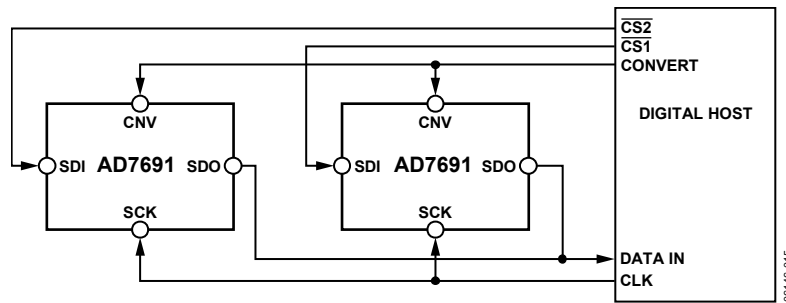 CS2
CS1
CONVERT
DIGITAL HOST
CNV
CNV
SDI AD7691 SDO
SDI AD7691 SDO
SCK
SCK
DATA IN
CLK